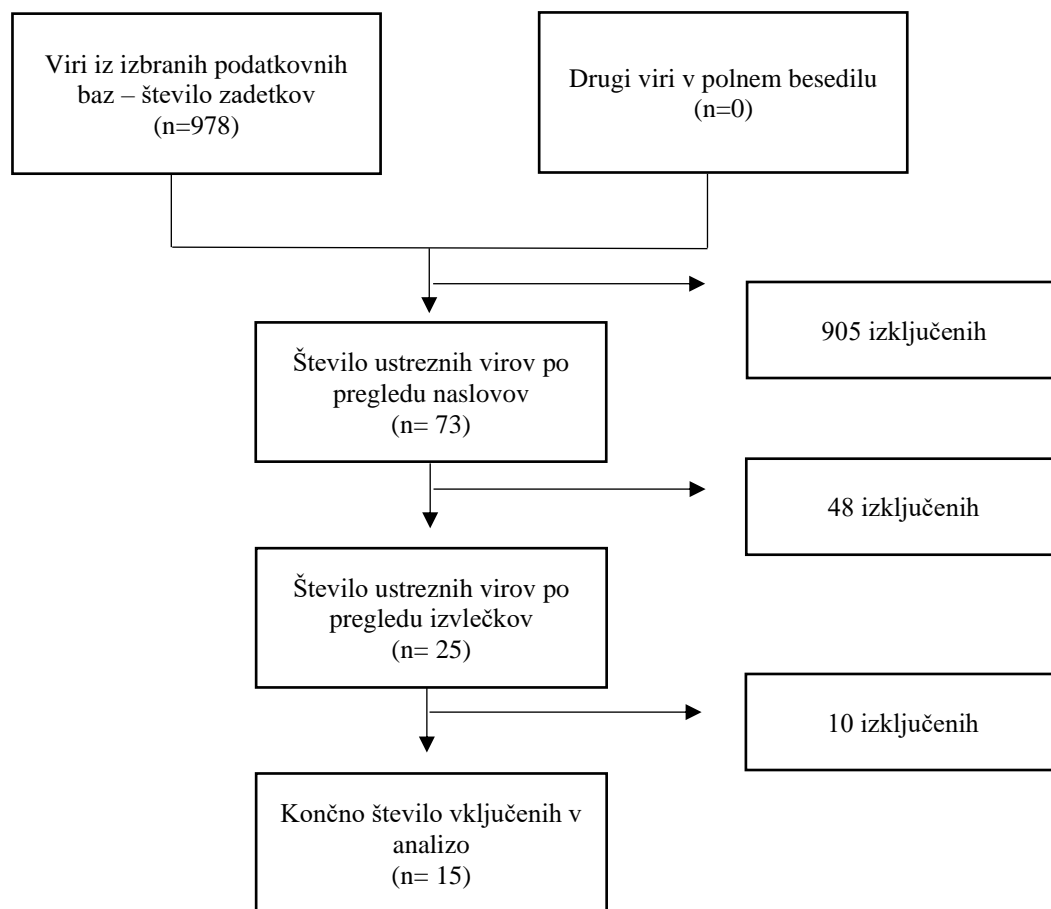 Viri iz izbranih podatkovnih
baz – število zadetkov
(n=978)
Drugi viri v polnem besedilu
(n=0)
905 izključenih
Število ustreznih virov po
pregledu naslovov
(n= 73)
48 izključenih
Število ustreznih virov po
pregledu izvlečkov
(n= 25)
10 izključenih
Končno število vključenih v
analizo
(n= 15)